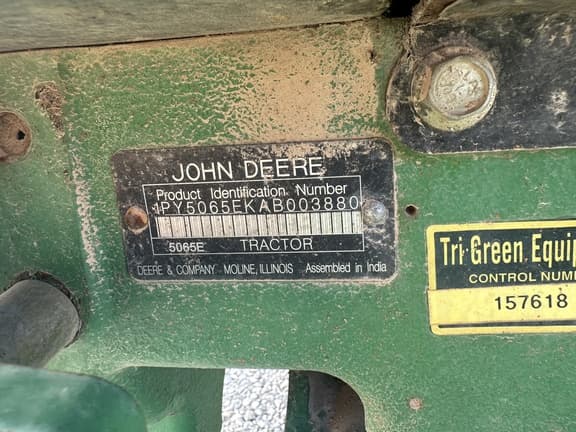 JOHN DEERE
Product Identification Number
1PY5065EKAB003880
5065E TRACTOR
DEERE & COMPANY MOLINE, ILLINOIS Assembled in India
Tri Green Equip
CONTROL NUM
157618